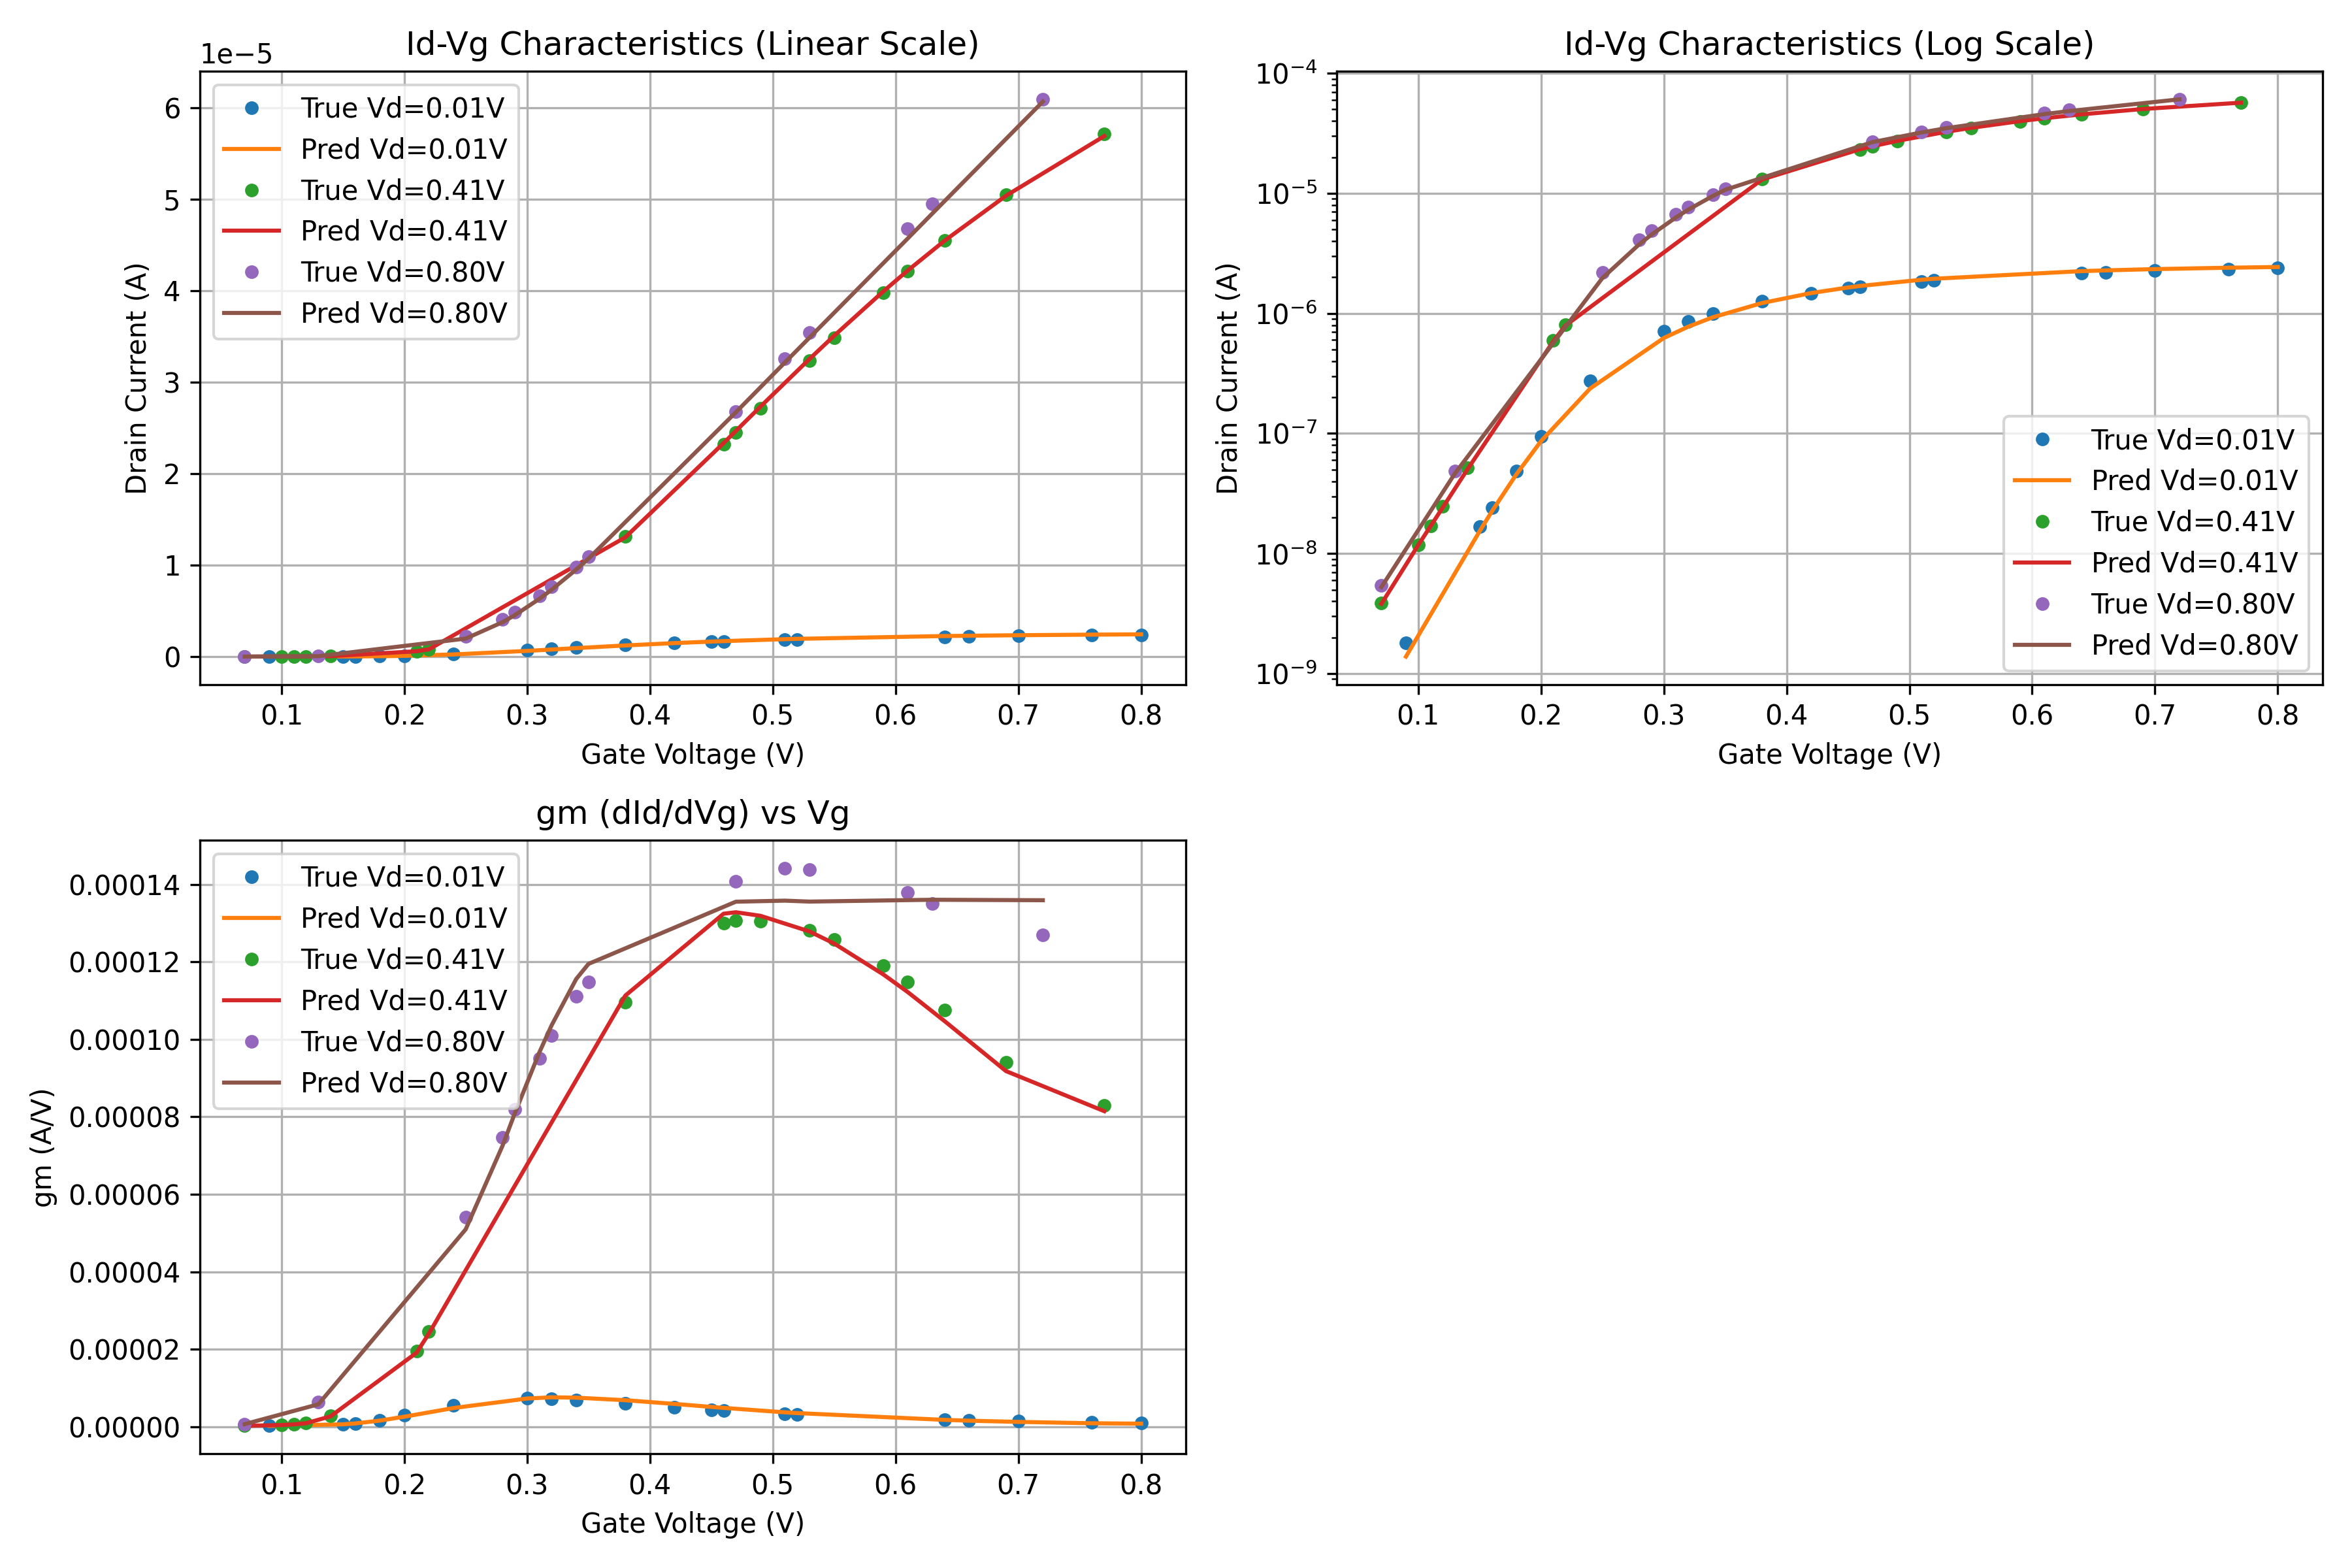 Id-Vg Characteristics (Linear Scale)
1e−5
6
5
4
3
2
1
0
Drain Current (A)
True Vd=0.01V
Pred Vd=0.01V
True Vd=0.41V
Pred Vd=0.41V
True Vd=0.80V
Pred Vd=0.80V
0.1 0.2 0.3 0.4 0.5 0.6 0.7 0.8
Gate Voltage (V)
Id-Vg Characteristics (Log Scale)
10⁻⁴
10⁻⁵
10⁻⁶
10⁻⁷
10⁻⁸
10⁻⁹
Drain Current (A)
True Vd=0.01V
Pred Vd=0.01V
True Vd=0.41V
Pred Vd=0.41V
True Vd=0.80V
Pred Vd=0.80V
0.1 0.2 0.3 0.4 0.5 0.6 0.7 0.8
Gate Voltage (V)
gm (dId/dVg) vs Vg
0.00014
0.00012
0.00010
0.00008
0.00006
0.00004
0.00002
0.00000
gm (A/V)
True Vd=0.01V
Pred Vd=0.01V
True Vd=0.41V
Pred Vd=0.41V
True Vd=0.80V
Pred Vd=0.80V
0.1 0.2 0.3 0.4 0.5 0.6 0.7 0.8
Gate Voltage (V)